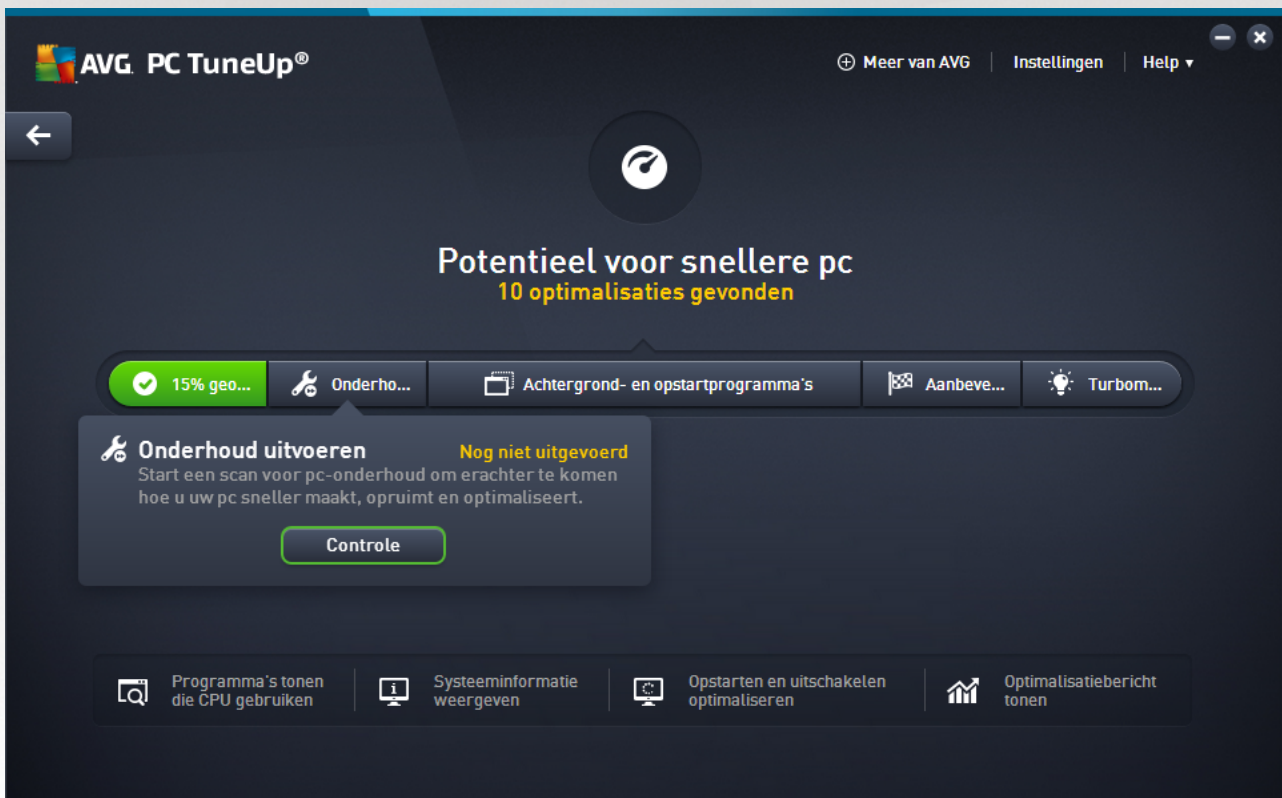 AVG PC TuneUp®
Meer van AVG
Instellingen
Help
Potentieel voor snellere pc
10 optimalisaties gevonden
15% geo...
Onderho...
Achtergrond- en opstartprogramma's
Aanbeve...
Turbom...
Onderhoud uitvoeren
Nog niet uitgevoerd
Start een scan voor pc-onderhoud om erachter te komen
hoe u uw pc sneller maakt, opruimt en optimaliseert.
Controle
Programma's tonen
die CPU gebruiken
Systeeminformatie
weergeven
Opstarten en uitschakelen
optimaliseren
Optimalisatiebericht
tonen